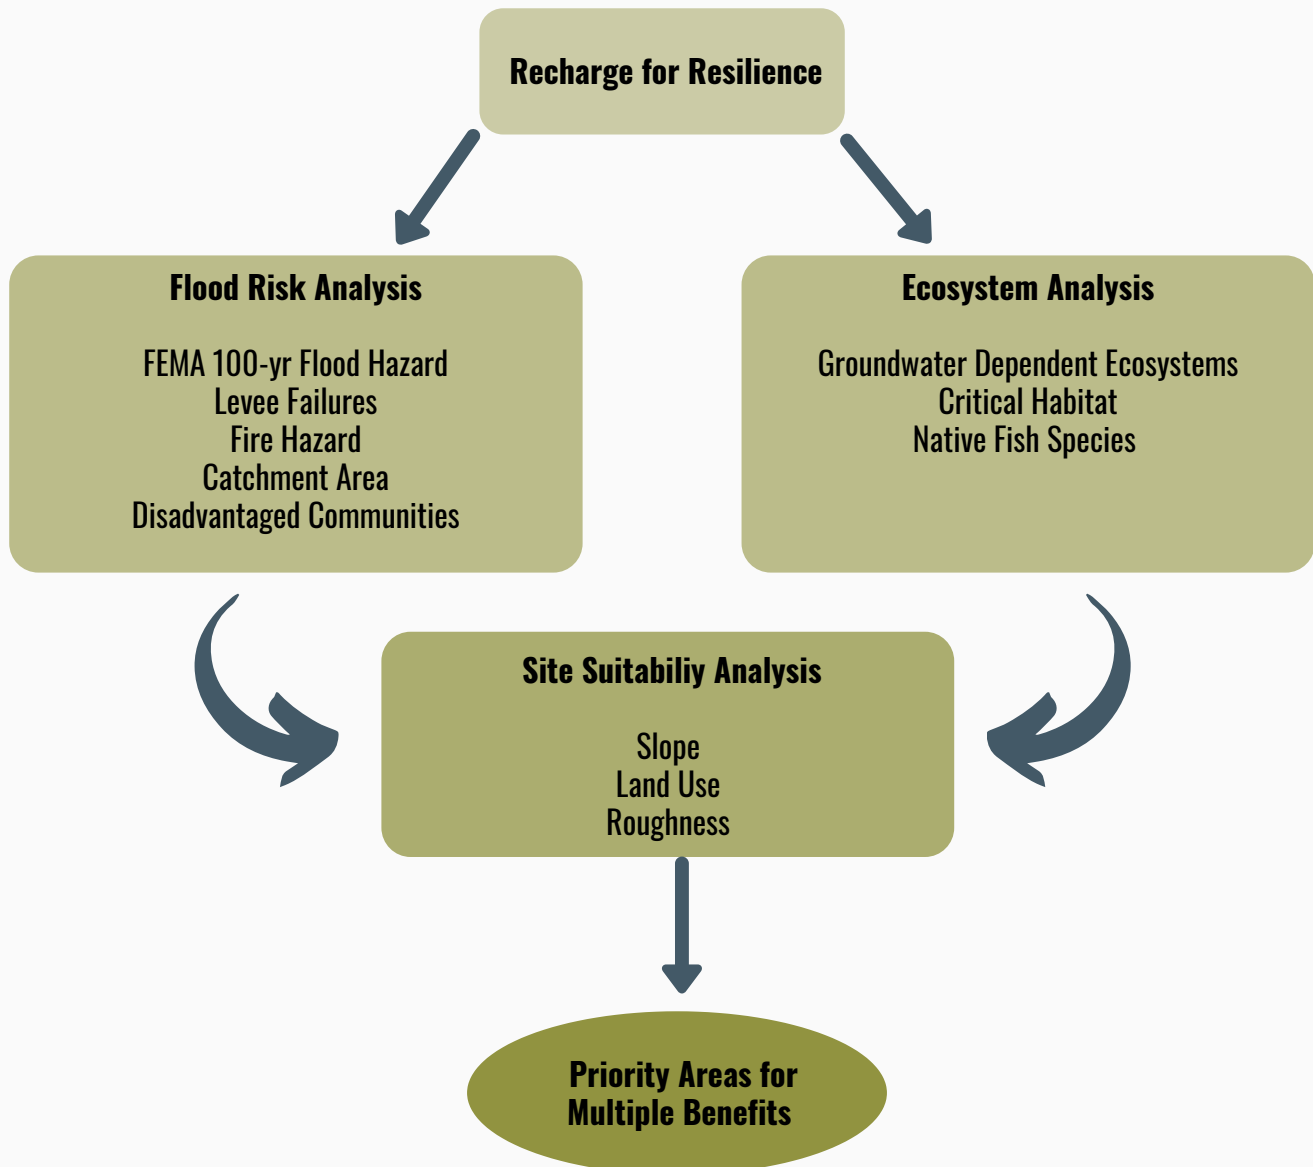 Recharge for Resilience
Flood Risk Analysis
FEMA 100-yr Flood Hazard
Levee Failures
Fire Hazard
Catchment Area
Disadvantaged Communities
Ecosystem Analysis
Groundwater Dependent Ecosystems
Critical Habitat
Native Fish Species
Site Suitabiliy Analysis
Slope
Land Use
Roughness
Priority Areas for
Multiple Benefits